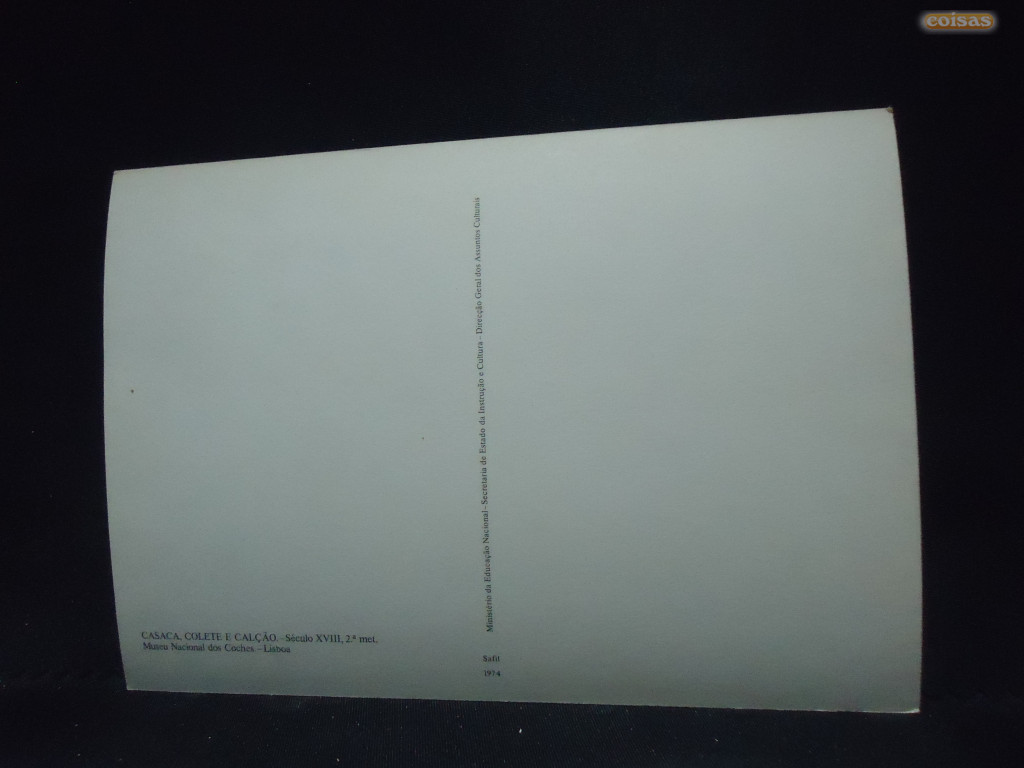 coisas
Ministério da Educação Nacional-Secretaria de Estado da Instrução e Cultura-Direcção Geral dos Assuntos Culturais
CASACA, COLETE E CALÇÃO.-Século XVIII, 2.ª met.
Museu Nacional dos Coches.-Lisboa
Safil
1974